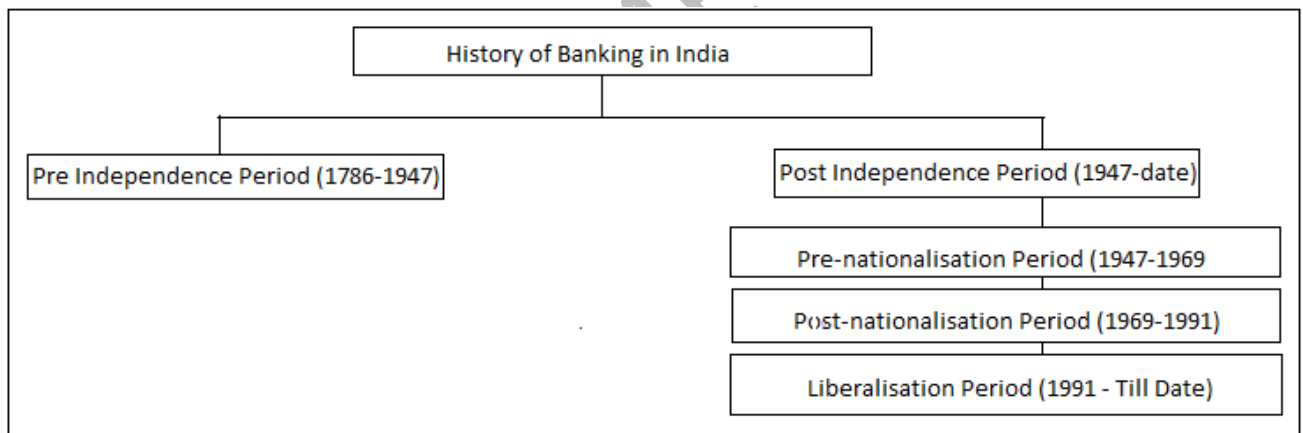 History of Banking in India
Pre Independence Period (1786-1947)
Post Independence Period (1947-date)
Pre-nationalisation Period (1947-1969
Post-nationalisation Period (1969-1991)
Liberalisation Period (1991 - Till Date)